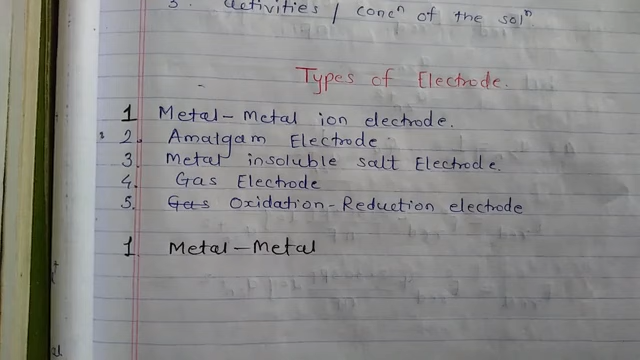 3. activities / concⁿ of the solⁿ
Types of Electrode.
1 Metal-Metal ion electrode.
2. Amalgam Electrode
3. Metal insoluble salt Electrode.
4. Gas Electrode
5. Gas Oxidation-Reduction electrode
1 Metal-Metal